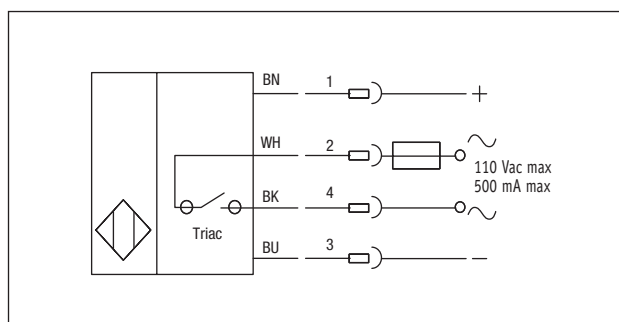 BN 1 +
WH 2 110 Vac max
500 mA max
BK 4
Triac
BU 3 −